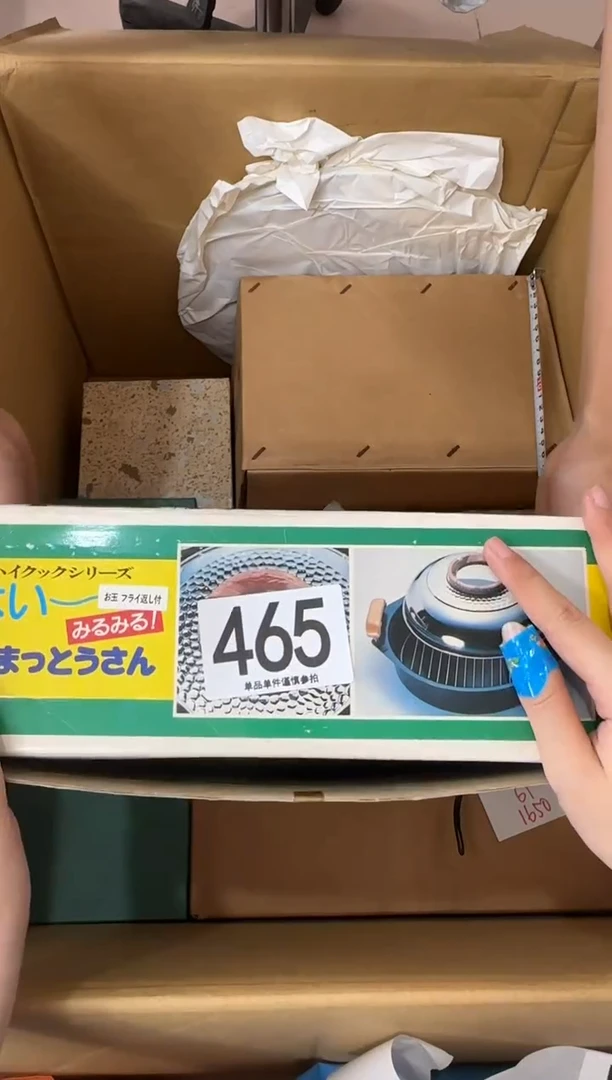 ハイクックシリーズ
い〜
お玉 フライ返し付
みるみる!
まっとうさん
465
单品单件谨慎参拍
1650